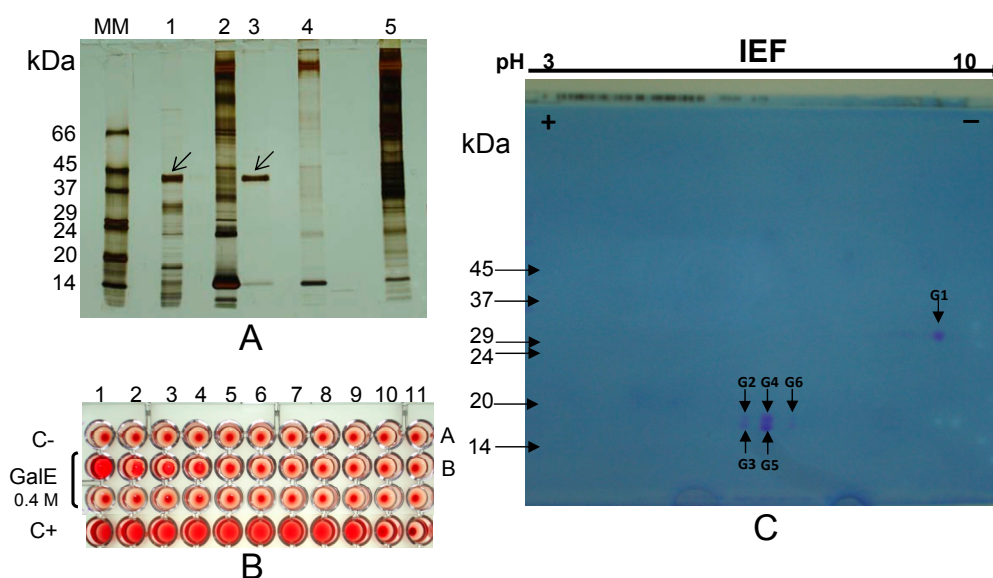 MM 1 2 3 4 5
kDa
66
45
37
29
24
20
14
A
1 2 3 4 5 6 7 8 9 10 11
C- A
GalE B
0.4 M
C+
B
IEF
pH 3 10
+ −
kDa
45
37
29
24
20
14
G1
G2 G4 G6
G3 G5
C